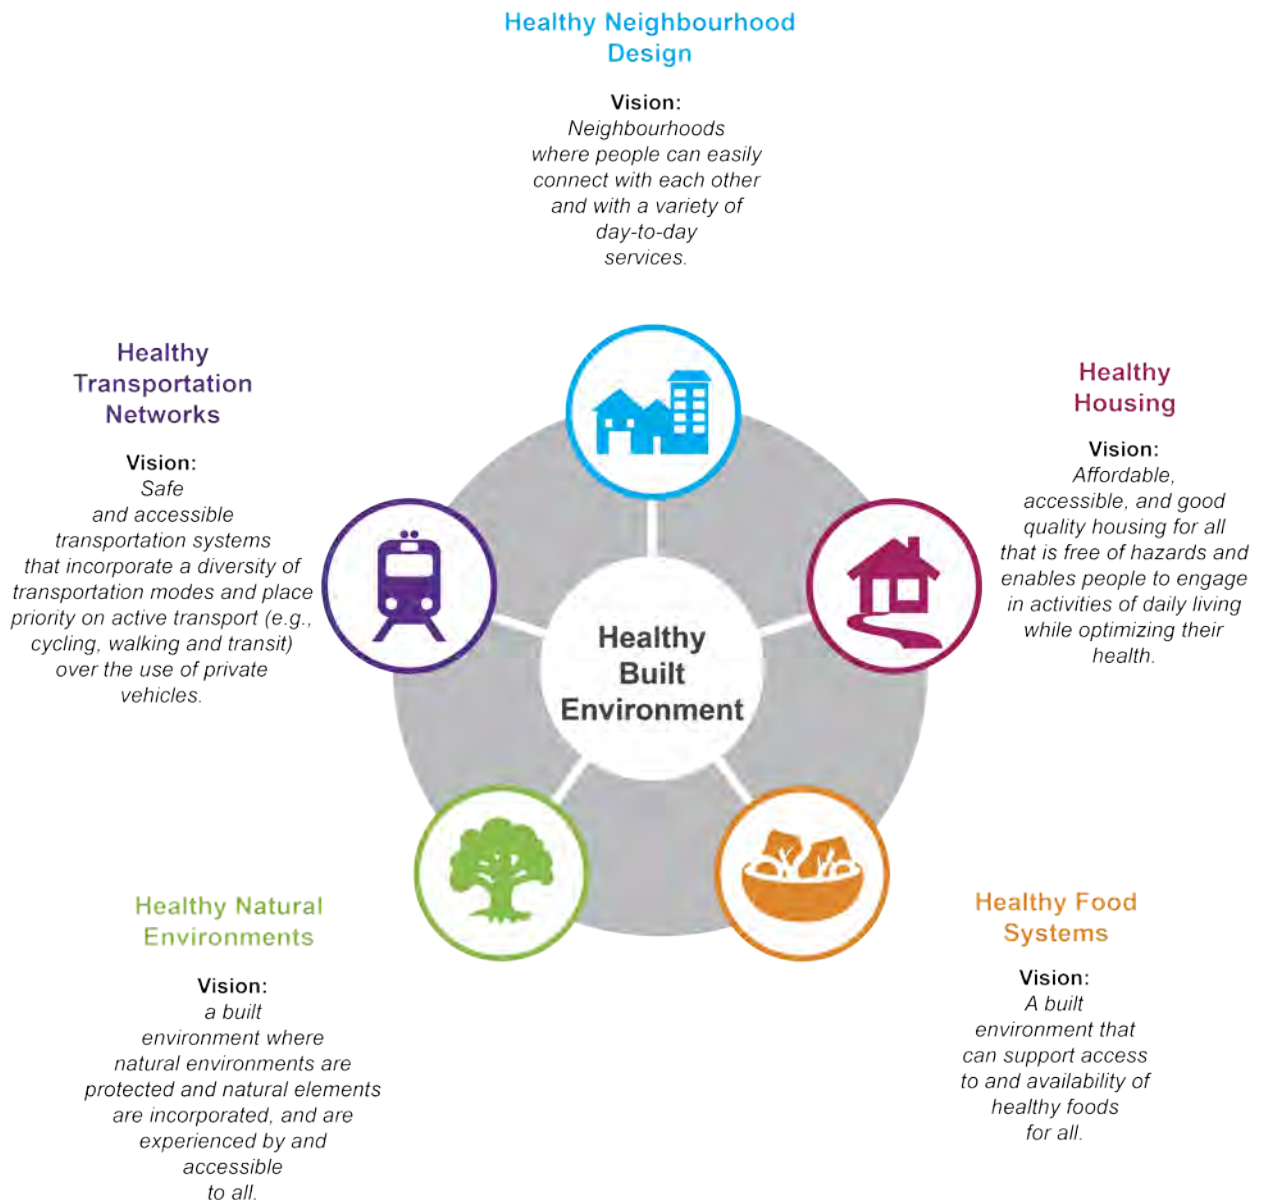 Healthy Neighbourhood
Design
Vision:
Neighbourhoods
where people can easily
connect with each other
and with a variety of
day-to-day
services.
Healthy
Transportation
Networks
Vision:
Safe
and accessible
transportation systems
that incorporate a diversity of
transportation modes and place
priority on active transport (e.g.,
cycling, walking and transit)
over the use of private
vehicles.
Healthy
Housing
Vision:
Affordable,
accessible, and good
quality housing for all
that is free of hazards and
enables people to engage
in activities of daily living
while optimizing their
health.
Healthy
Built
Environment
Healthy Natural
Environments
Vision:
a built
environment where
natural environments are
protected and natural elements
are incorporated, and are
experienced by and
accessible
to all.
Healthy Food
Systems
Vision:
A built
environment that
can support access
to and availability of
healthy foods
for all.